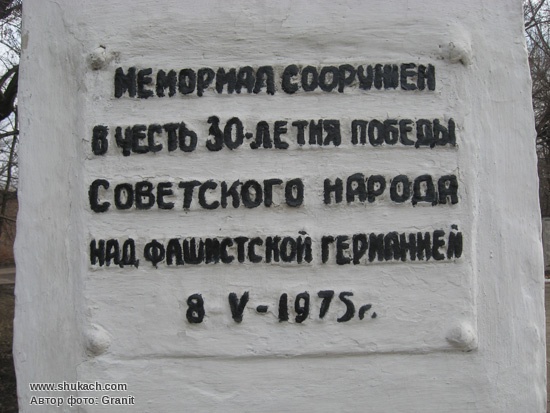 МЕМОРИАЛ СООРУЖЕН
В ЧЕСТЬ 30-ЛЕТИЯ ПОБЕДЫ
СОВЕТСКОГО НАРОДА
НАД ФАШИСТСКОЙ ГЕРМАНИЕЙ
8 V-1975г.
www.shukach.com
Автор фото: Granit